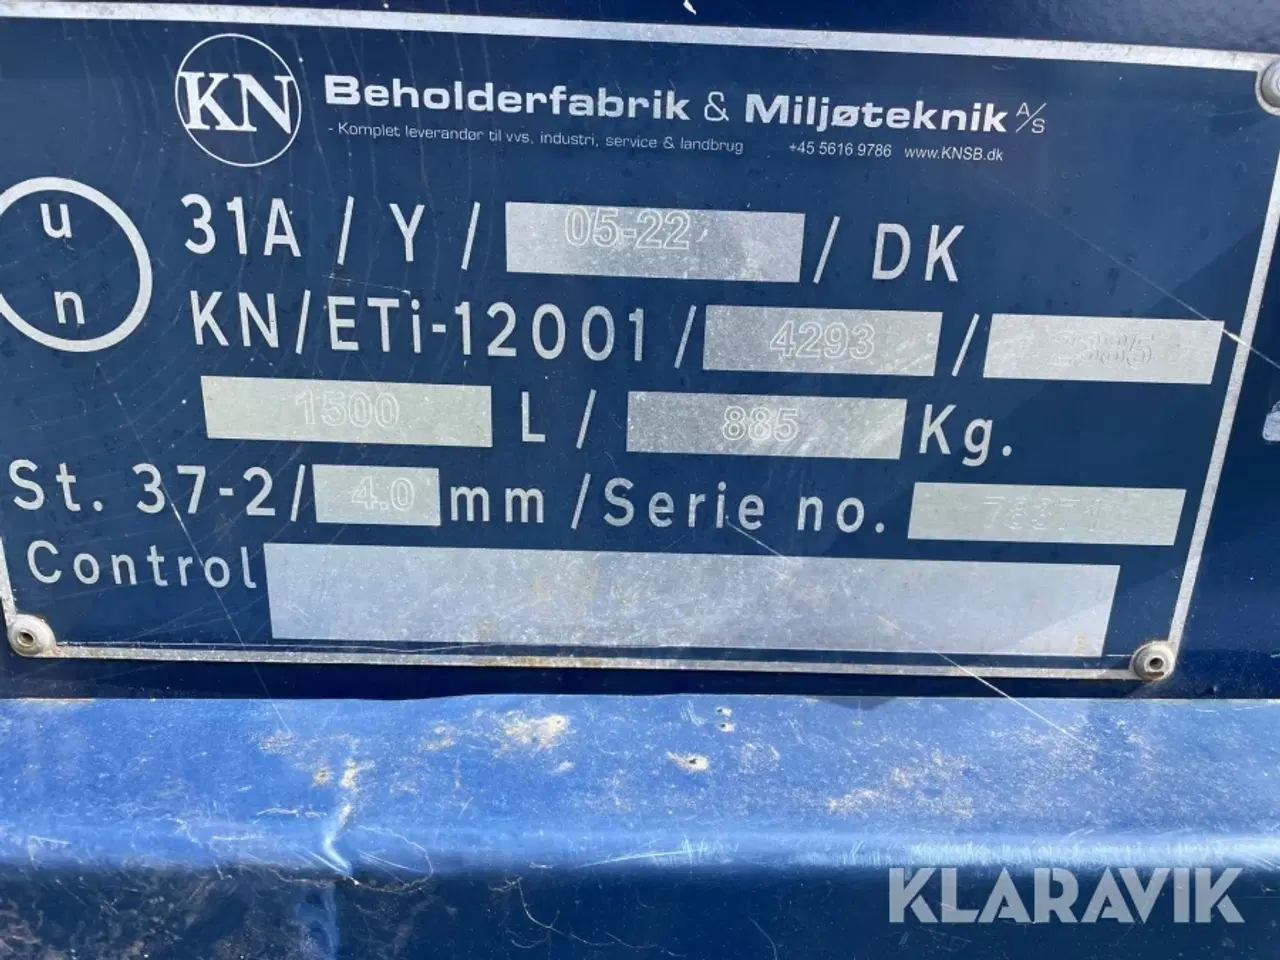 KN Beholderfabrik & Miljøteknik A/S
- Komplet leverandør til vvs, industri, service & landbrug +45 5616 9786 www.KNSB.dk
un
31A / Y / 05-22 / DK
KN/ETi-12001 / 4293 /
1500 L / 885 Kg.
St. 37-2 / 4.0 mm / Serie no.
Control
KLARAVIK